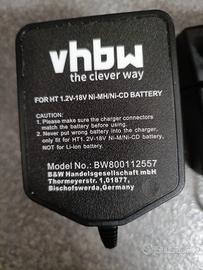 vhbw
the clever way
FOR HT 1.2V-18V Ni-MH/Ni-CD BATTERY
CAUTION:
1. Please make sure the charger connectors
match the battery before using.
2. Never put wrong battery into the charger,
only fit for HT1.2V-18V Ni-M/Ni-CD,
NOT for Li-Ion battery.
Model No.: BW800112557
B&W Handelsgesellschaft mbH
Thormeyerstr. 1,01877,
Bischofswerda,Germany